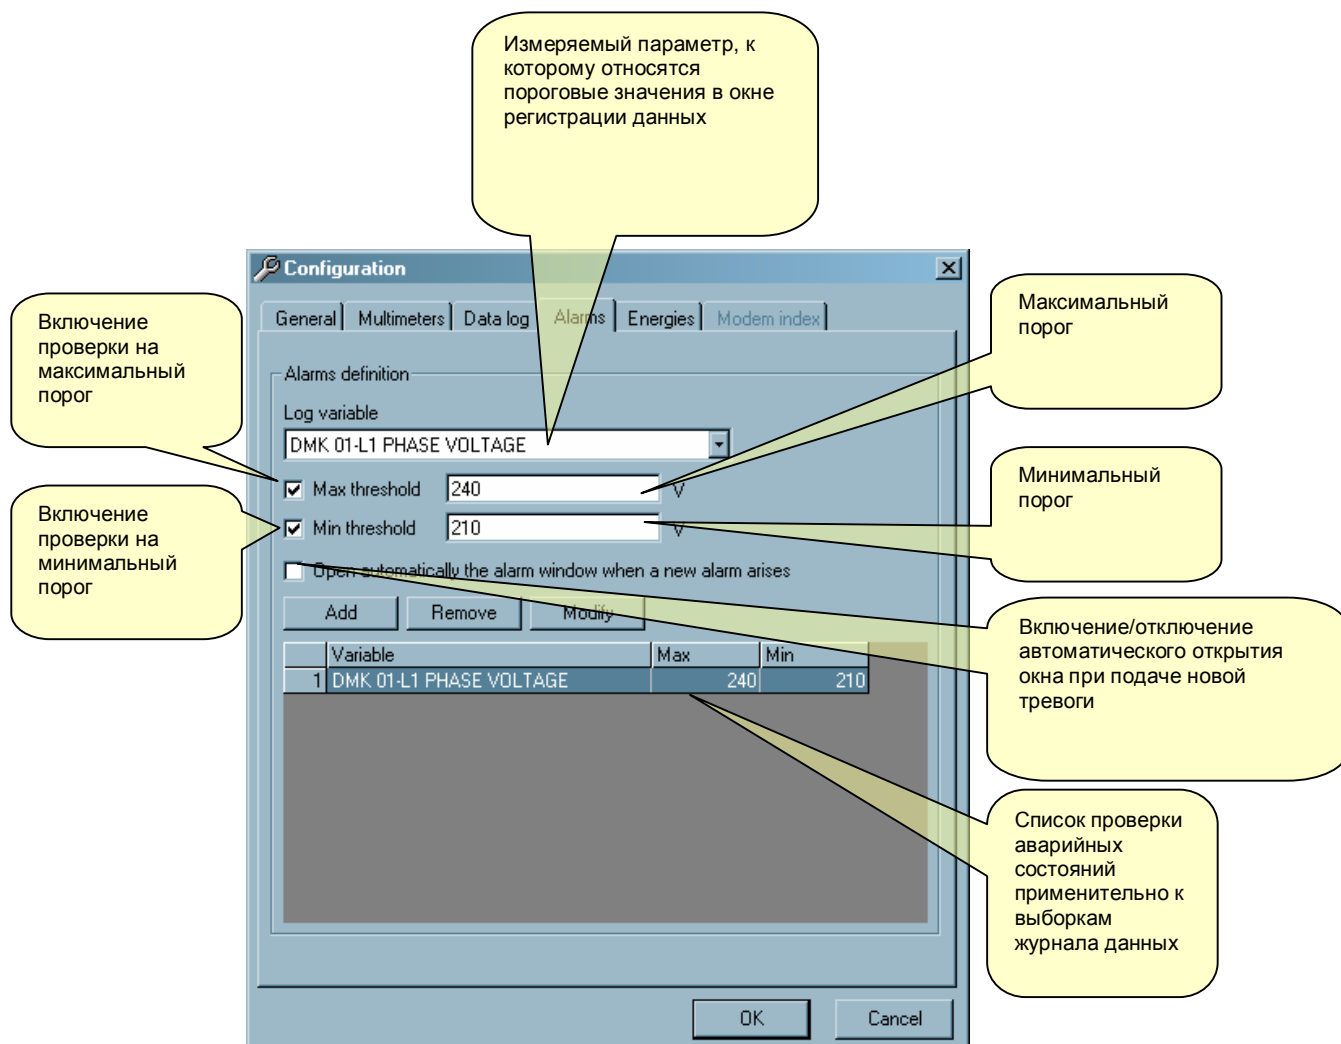 Измеряемый параметр, к
которому относятся
пороговые значения в окне
регистрации данных
Configuration
General Multimeters Data log Alarms Energies Modem index
Включение
проверки на
максимальный
порог
Максимальный
порог
Alarms definition
Log variable
DMK 01-L1 PHASE VOLTAGE
Max threshold 240 V
Min threshold 210 V
Минимальный
порог
Включение
проверки на
минимальный
порог
Open automatically the alarm window when a new alarm arises
Add Remove Modify
Variable Max Min
1 DMK 01-L1 PHASE VOLTAGE 240 210
Включение/отключение
автоматического открытия
окна при подаче новой
тревоги
Список проверки
аварийных
состояний
применительно к
выборкам
журнала данных
OK Cancel